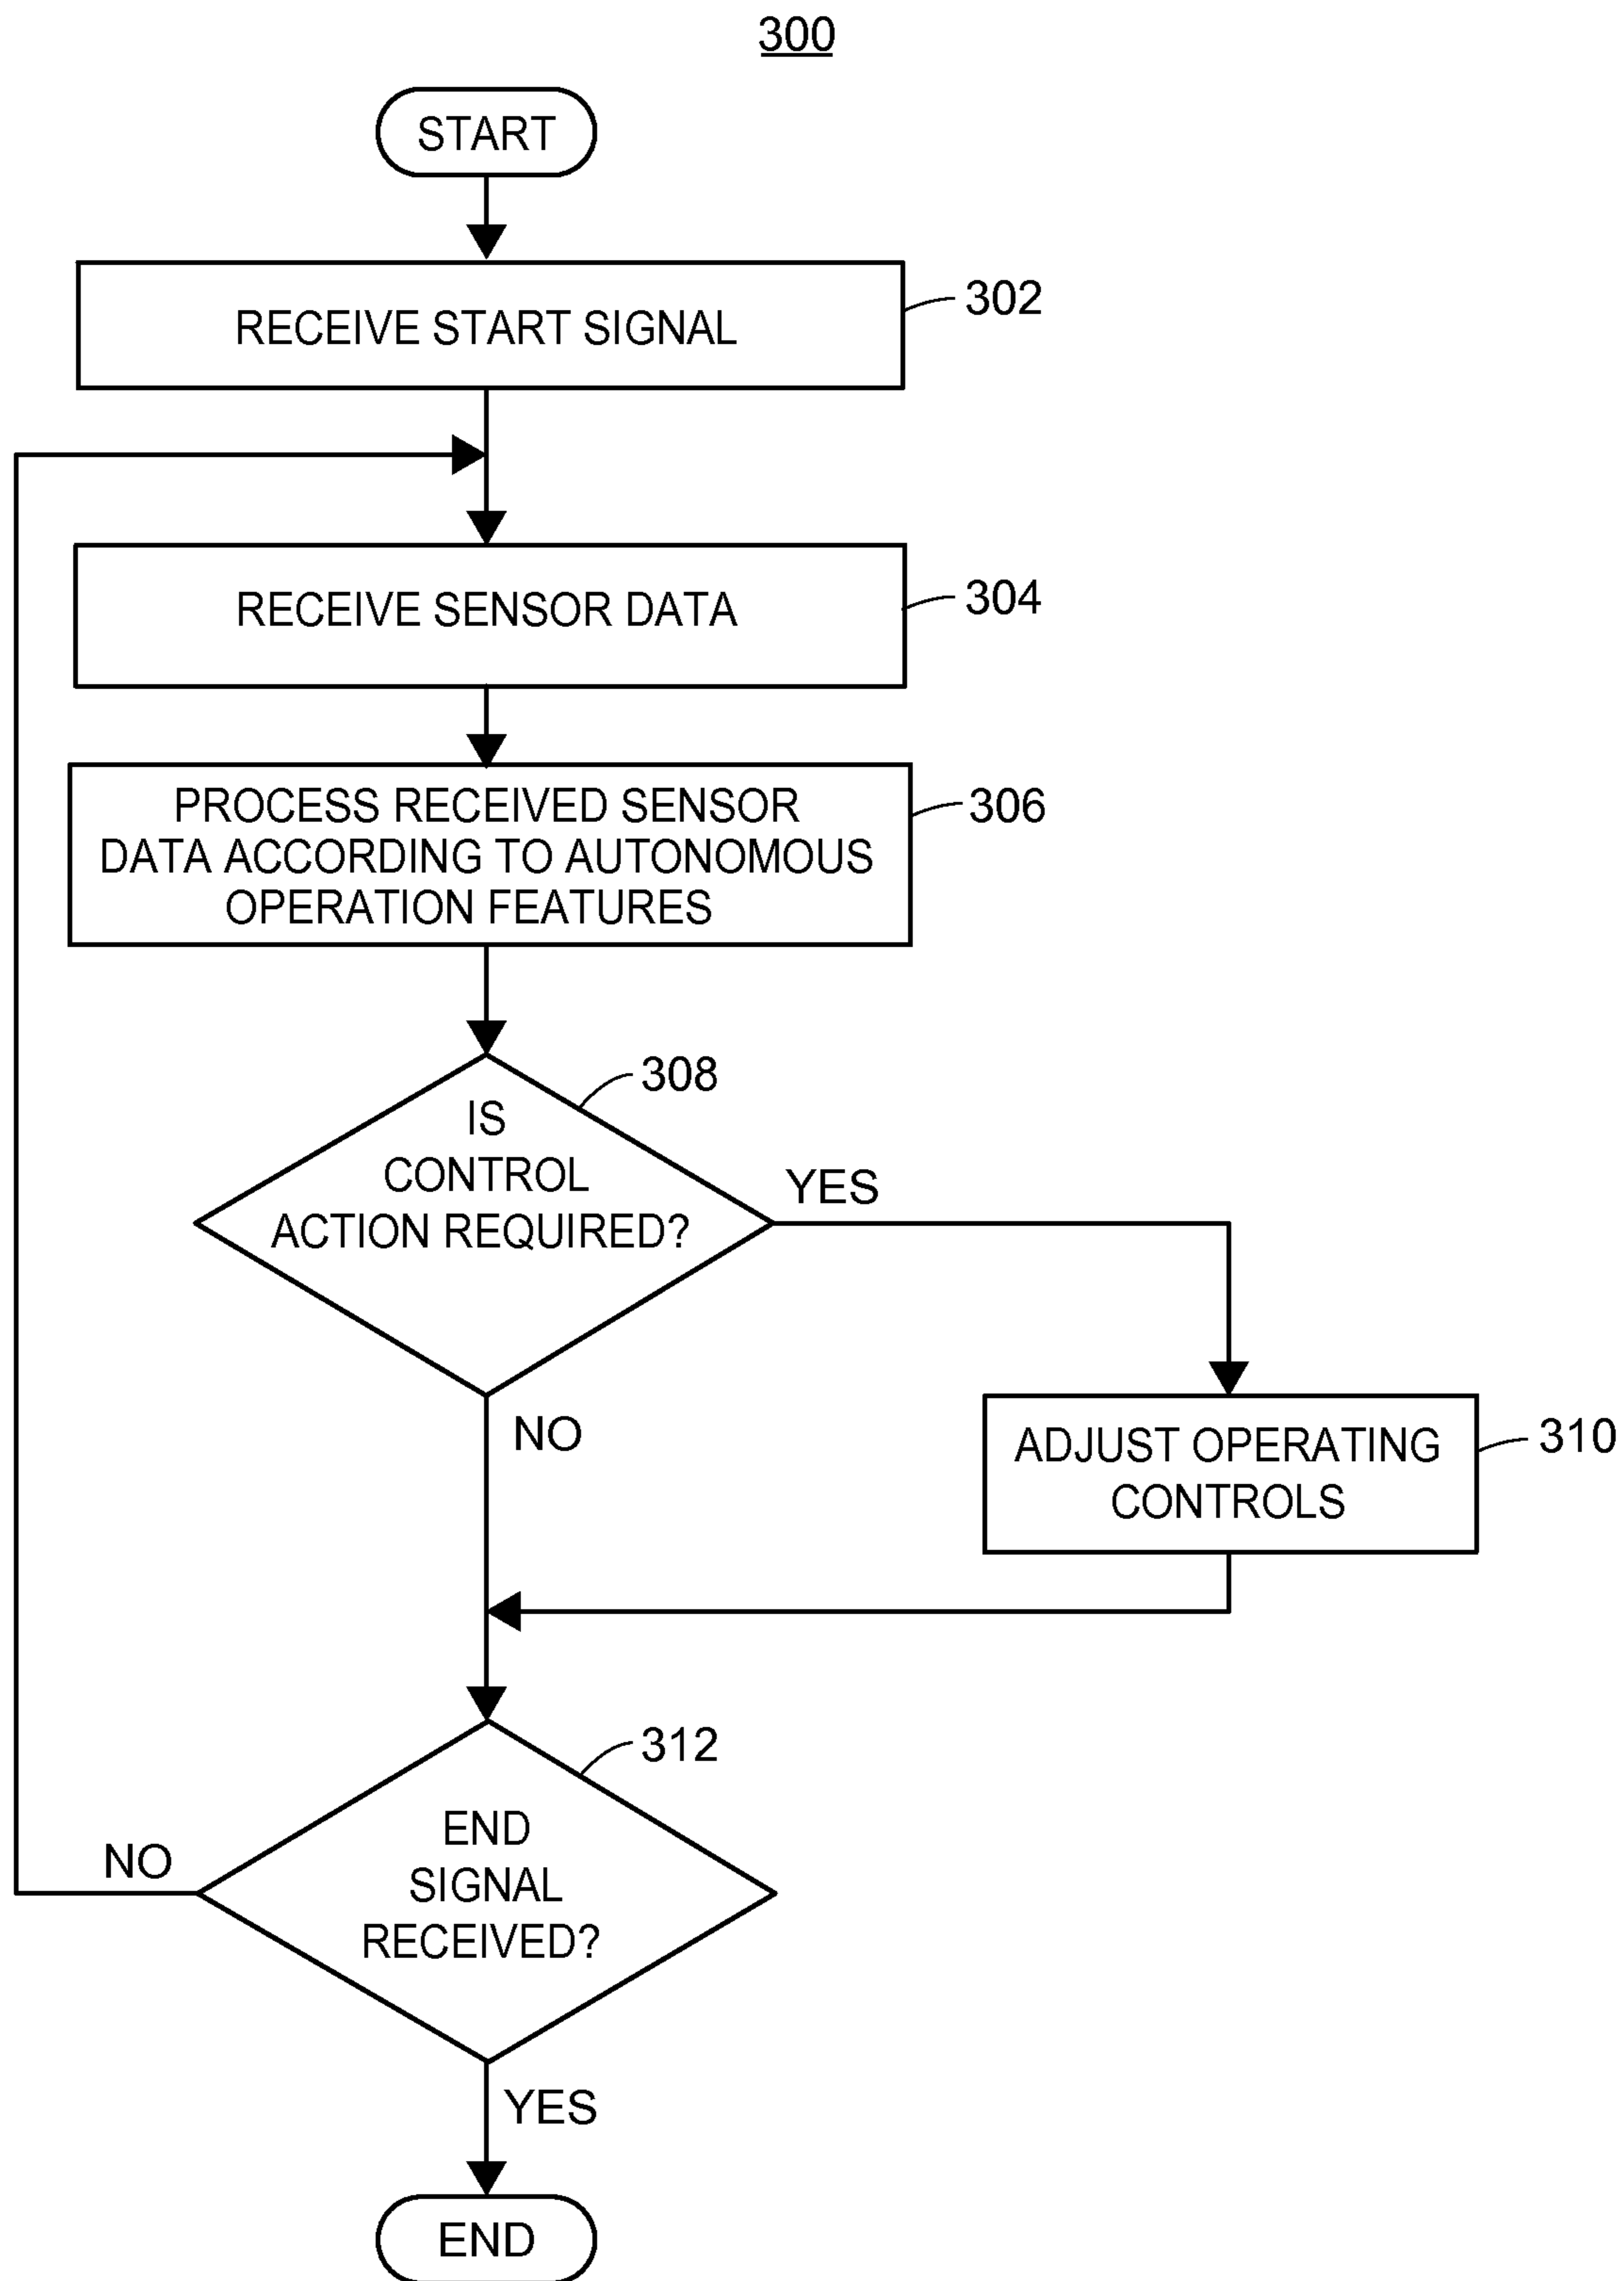 300
START
RECEIVE START SIGNAL
302
RECEIVE SENSOR DATA
304
PROCESS RECEIVED SENSOR
DATA ACCORDING TO AUTONOMOUS
OPERATION FEATURES
306
308
IS
CONTROL
ACTION REQUIRED?
YES
NO
ADJUST OPERATING
CONTROLS
310
312
END
SIGNAL
RECEIVED?
NO
YES
END